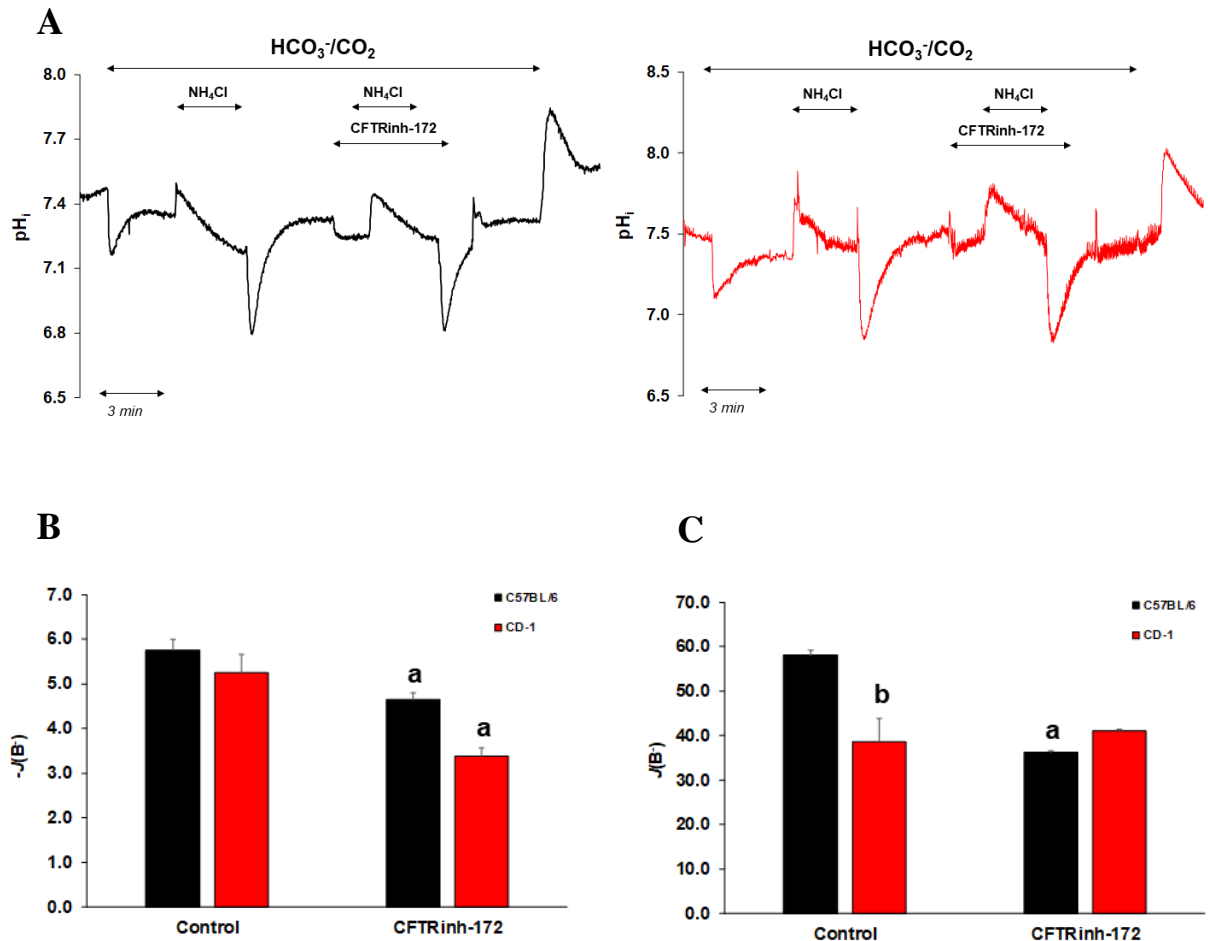 A
HCO₃⁻/CO₂
NH₄Cl
NH₄Cl
CFTRinh-172
8.0
7.7
7.4
7.1
6.8
6.5
pHᵢ
3 min
HCO₃⁻/CO₂
NH₄Cl
NH₄Cl
CFTRinh-172
8.5
8.0
7.5
7.0
6.5
pHᵢ
3 min
B
7.0
6.0
5.0
4.0
3.0
2.0
1.0
0.0
-J(B⁻)
C57BL/6
CD-1
a
a
Control
CFTRinh-172
C
70.0
60.0
50.0
40.0
30.0
20.0
10.0
0.0
J(B⁻)
C57BL/6
CD-1
b
a
Control
CFTRinh-172